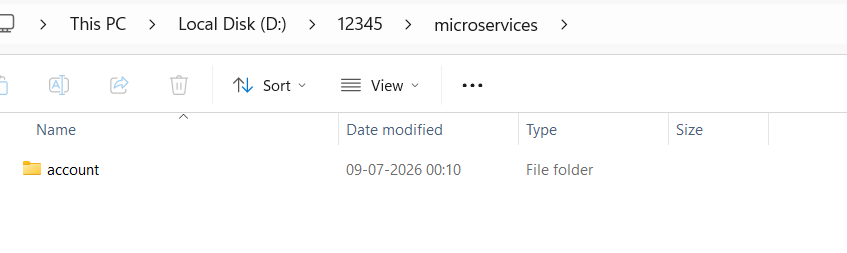 This PC > Local Disk (D:) > 12345 > microservices >
Sort View ...
Name Date modified Type Size
account 09-07-2026 00:10 File folder